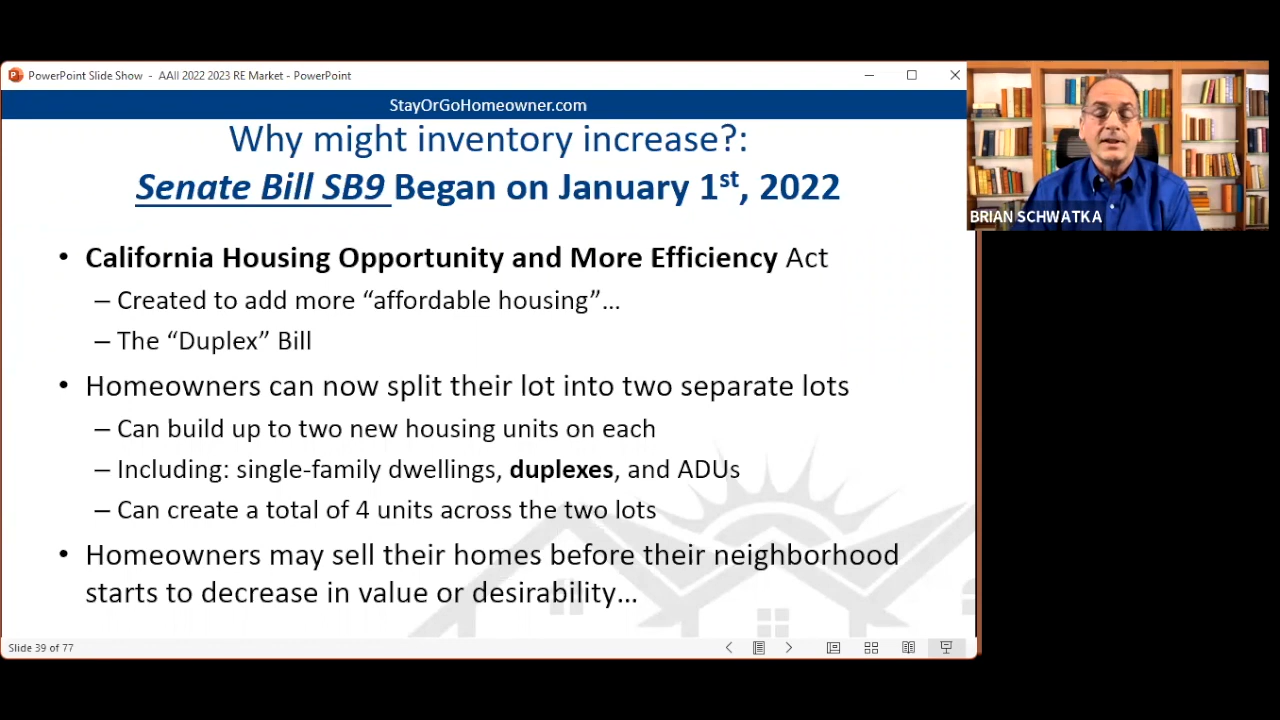 PowerPoint Slide Show - AAII 2022 2023 RE Market - PowerPoint
StayOrGoHomeowner.com
Why might inventory increase?:
Senate Bill SB9 Began on January 1st, 2022
BRIAN SCHWATKA
• California Housing Opportunity and More Efficiency Act
– Created to add more “affordable housing”…
– The “Duplex” Bill
• Homeowners can now split their lot into two separate lots
– Can build up to two new housing units on each
– Including: single-family dwellings, duplexes, and ADUs
– Can create a total of 4 units across the two lots
• Homeowners may sell their homes before their neighborhood
starts to decrease in value or desirability…
Slide 39 of 77